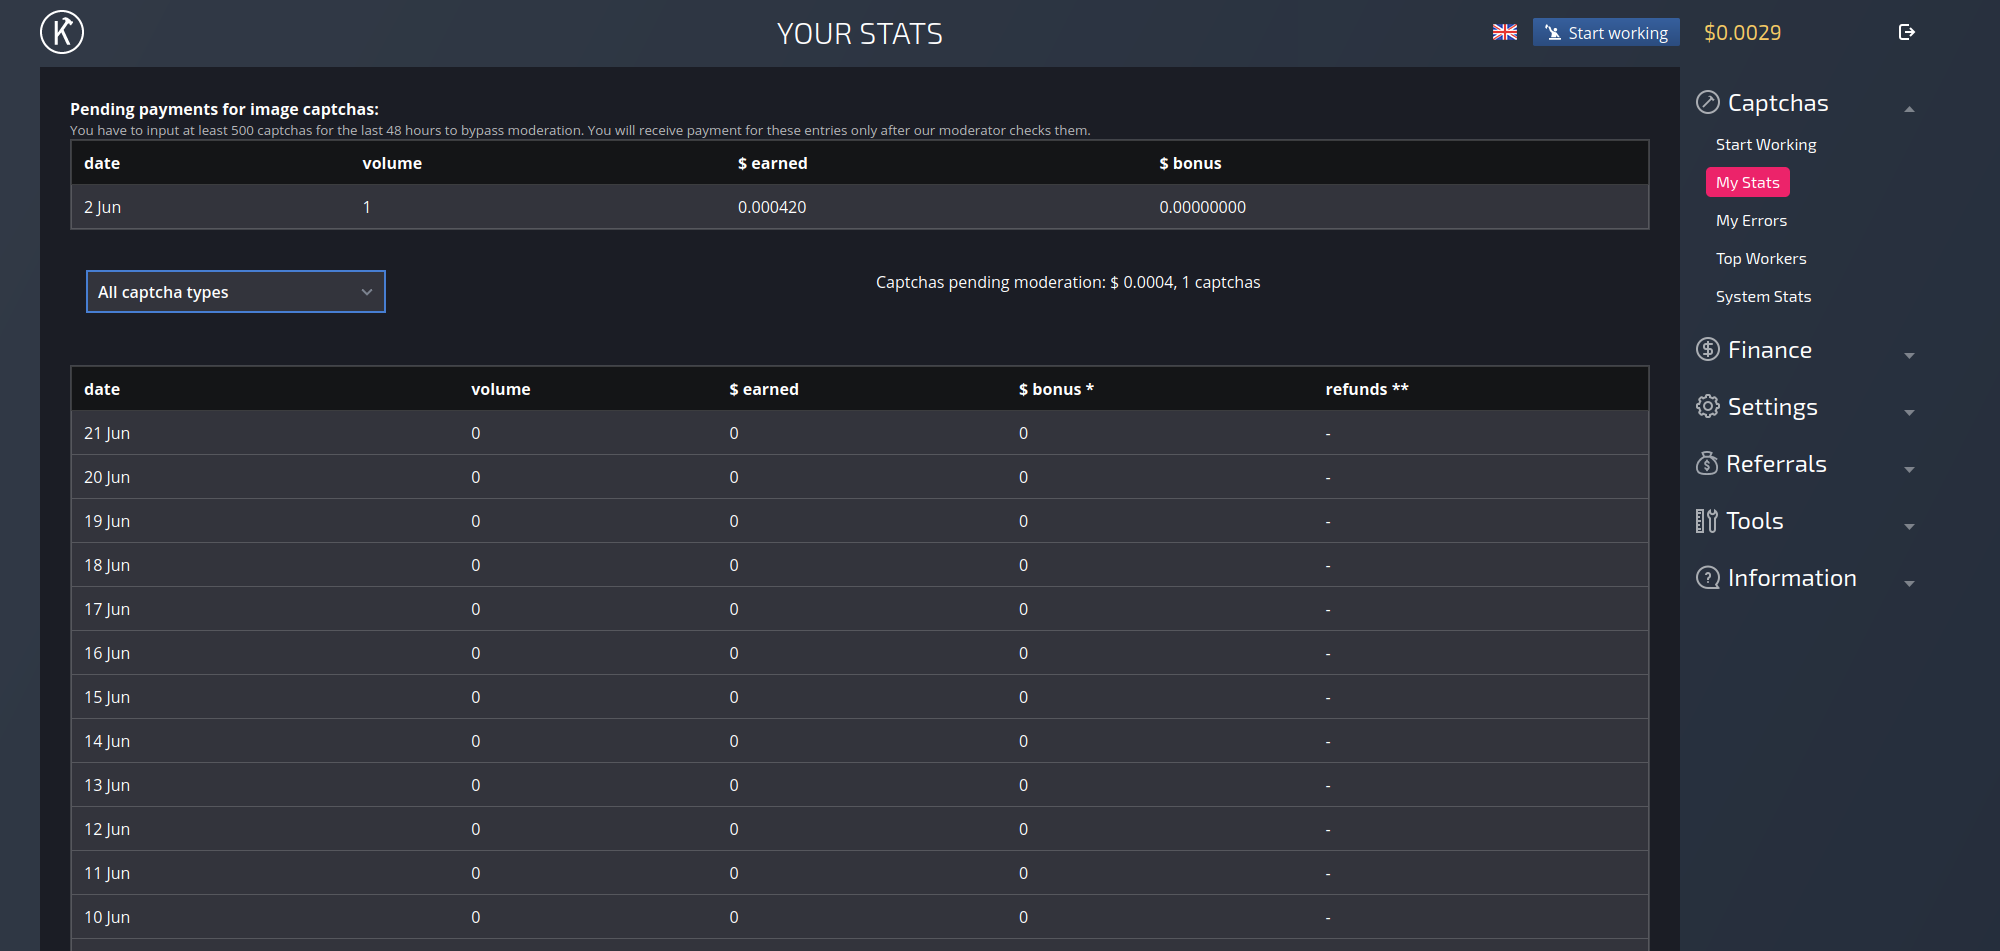 YOUR STATS
Start working
$0.0029
Pending payments for image captchas:
You have to input at least 500 captchas for the last 48 hours to bypass moderation. You will receive payment for these entries only after our moderator checks them.
date volume $ earned $ bonus
2 Jun 1 0.000420 0.00000000
All captcha types
Captchas pending moderation: $ 0.0004, 1 captchas
date volume $ earned $ bonus * refunds **
21 Jun 0 0 0 -
20 Jun 0 0 0 -
19 Jun 0 0 0 -
18 Jun 0 0 0 -
17 Jun 0 0 0 -
16 Jun 0 0 0 -
15 Jun 0 0 0 -
14 Jun 0 0 0 -
13 Jun 0 0 0 -
12 Jun 0 0 0 -
11 Jun 0 0 0 -
10 Jun 0 0 0 -
Captchas
Start Working
My Stats
My Errors
Top Workers
System Stats
Finance
Settings
Referrals
Tools
Information